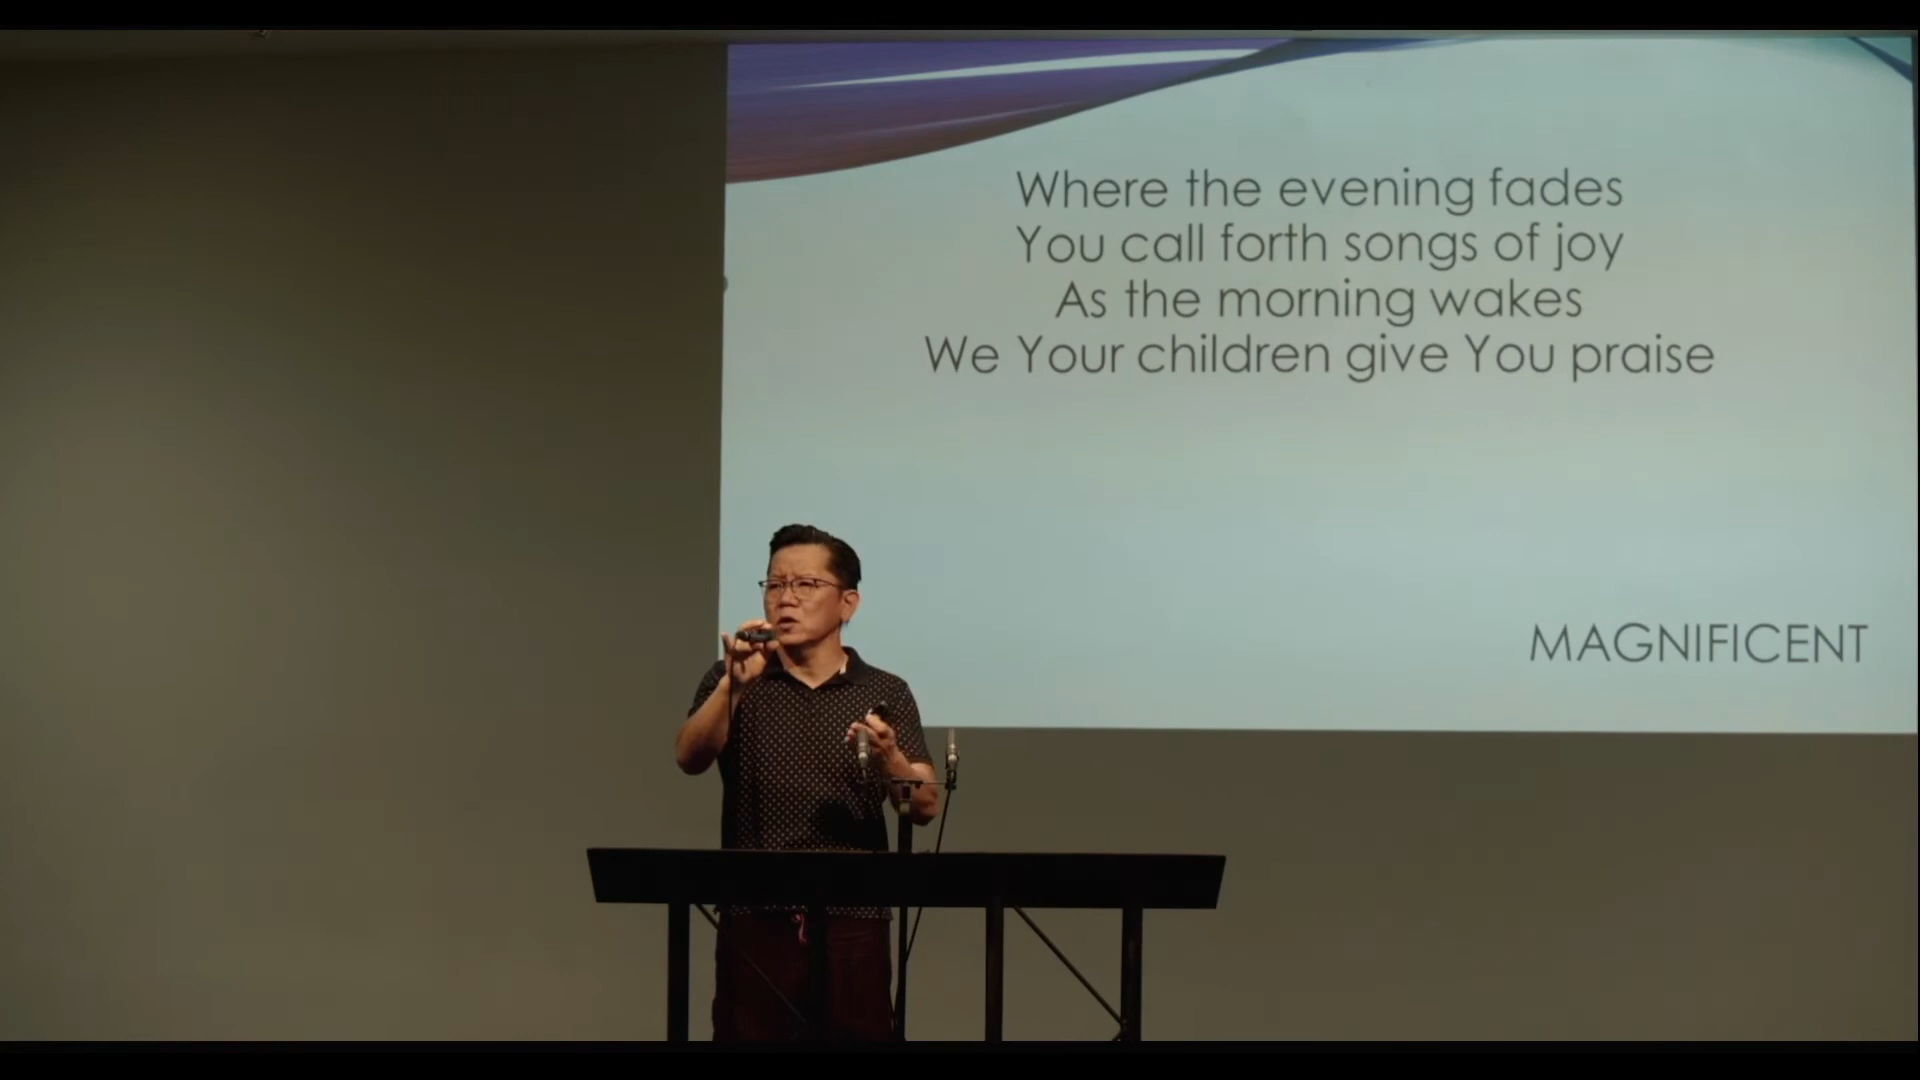 Where the evening fades
You call forth songs of joy
As the morning wakes
We Your children give You praise
MAGNIFICENT